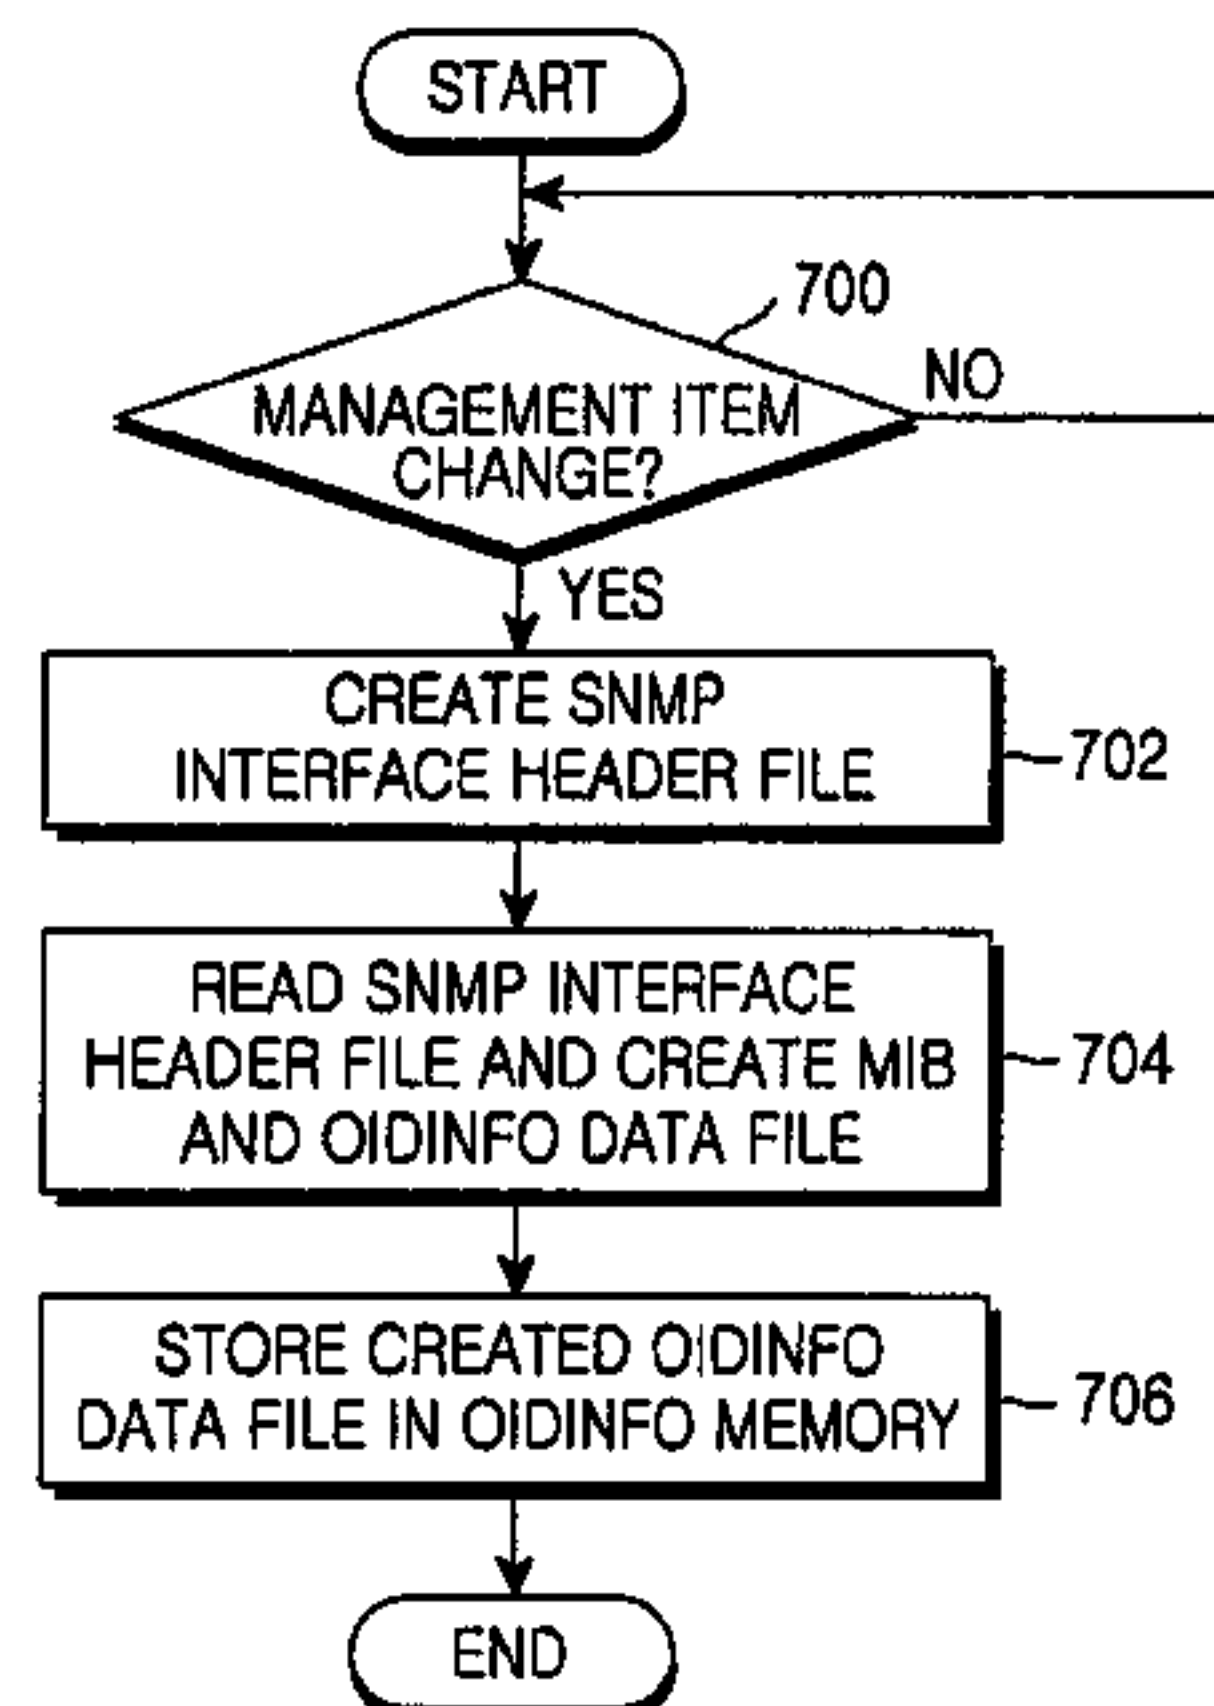 START
700
NO
MANAGEMENT ITEM
CHANGE?
YES
CREATE SNMP
INTERFACE HEADER FILE
702
READ SNMP INTERFACE
HEADER FILE AND CREATE MIB
AND OIDINFO DATA FILE
704
STORE CREATED OIDINFO
DATA FILE IN OIDINFO MEMORY
706
END